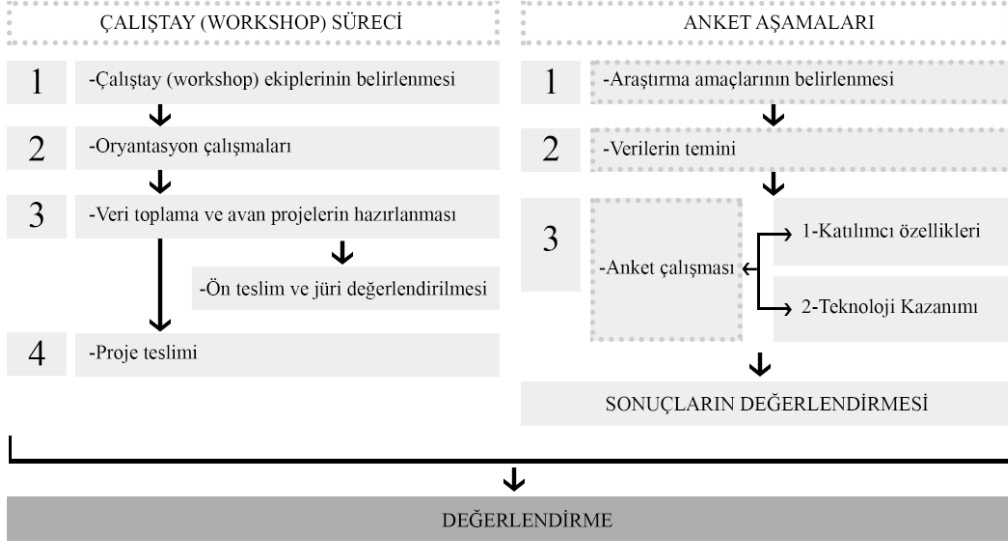 ÇALIŞTAY (WORKSHOP) SÜRECİ
1
-Çalıştay (workshop) ekiplerinin belirlenmesi
2
-Oryantasyon çalışmaları
3
-Veri toplama ve avan projelerin hazırlanması
-Ön teslim ve jüri değerlendirilmesi
4
-Proje teslimi
ANKET AŞAMALARI
1
-Araştırma amaçlarının belirlenmesi
2
-Verilerin temini
3
-Anket çalışması
1-Katılımcı özellikleri
2-Teknoloji Kazanımı
SONUÇLARIN DEĞERLENDİRMESİ
DEĞERLENDİRME